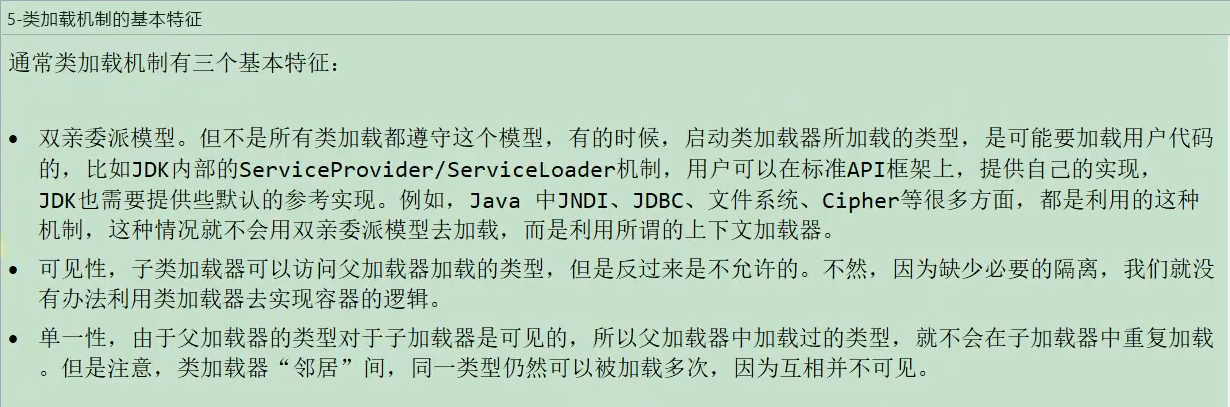 5-类加载机制的基本特征
通常类加载机制有三个基本特征：
• 双亲委派模型。但不是所有类加载都遵守这个模型，有的时候，启动类加载器所加载的类型，是可能要加载用户代码
的，比如JDK内部的ServiceProvider/ServiceLoader机制，用户可以在标准API框架上，提供自己的实现，
JDK也需要提供些默认的参考实现。例如，Java 中JNDI、JDBC、文件系统、Cipher等很多方面，都是利用的这种
机制，这种情况就不会用双亲委派模型去加载，而是利用所谓的上下文加载器。
• 可见性，子类加载器可以访问父加载器加载的类型，但是反过来是不允许的。不然，因为缺少必要的隔离，我们就没
有办法利用类加载器去实现容器的逻辑。
• 单一性，由于父加载器的类型对于子加载器是可见的，所以父加载器中加载过的类型，就不会在子加载器中重复加载
。但是注意，类加载器“邻居”间，同一类型仍然可以被加载多次，因为互相并不可见。